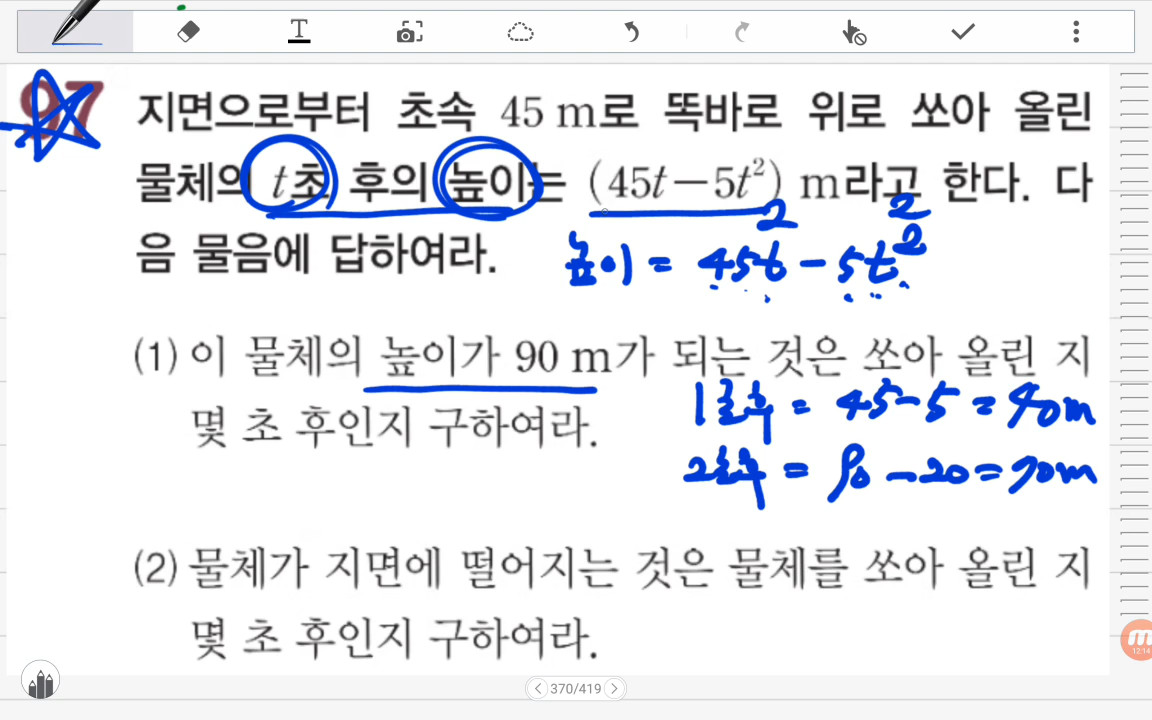 T
97
지면으로부터 초속 45 m로 똑바로 위로 쏘아 올린
물체의 t초 후의 높이는 (45t－5t²) m라고 한다. 다
음 물음에 답하여라.
2 2
높이 = 45t - 5t²
(1) 이 물체의 높이가 90 m가 되는 것은 쏘아 올린 지
몇 초 후인지 구하여라.
1초후 = 45-5 = 40m
2초후 = 90 - 20 = 70m
(2) 물체가 지면에 떨어지는 것은 물체를 쏘아 올린 지
몇 초 후인지 구하여라.
m
12:14
370/419